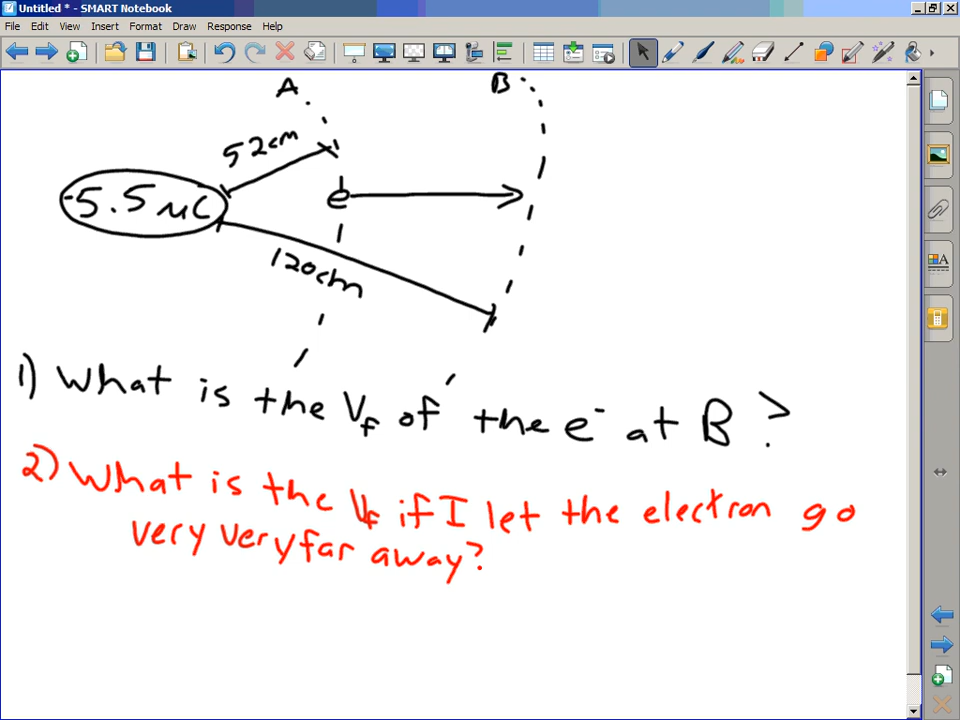 Untitled * - SMART Notebook
File Edit View Insert Format Draw Response Help
A
B
52cm
-5.5 μC
e
120cm
1) What is the Vf of the e- at B ?
2) What is the Vf if I let the electron go
very very far away?